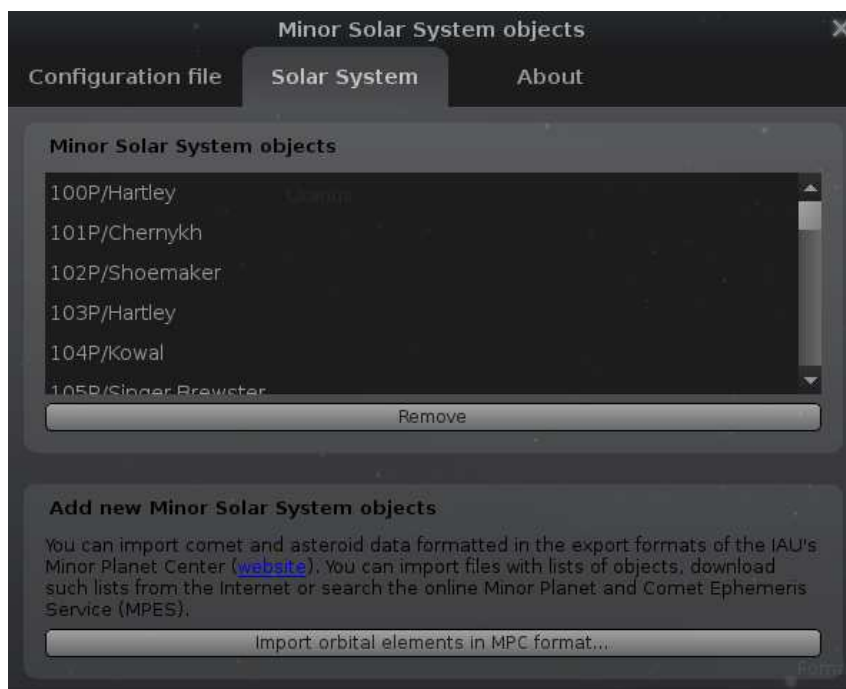 Minor Solar System objects
Configuration file Solar System About
Minor Solar System objects
100P/Hartley
Uranus
101P/Chernykh
102P/Shoemaker
103P/Hartley
104P/Kowal
105P/Singer Brewster
Remove
Add new Minor Solar System objects
You can import comet and asteroid data formatted in the export formats of the IAU's
Minor Planet Center (website). You can import files with lists of objects, download
such lists from the Internet or search the online Minor Planet and Comet Ephemeris
Service (MPES).
Import orbital elements in MPC format...